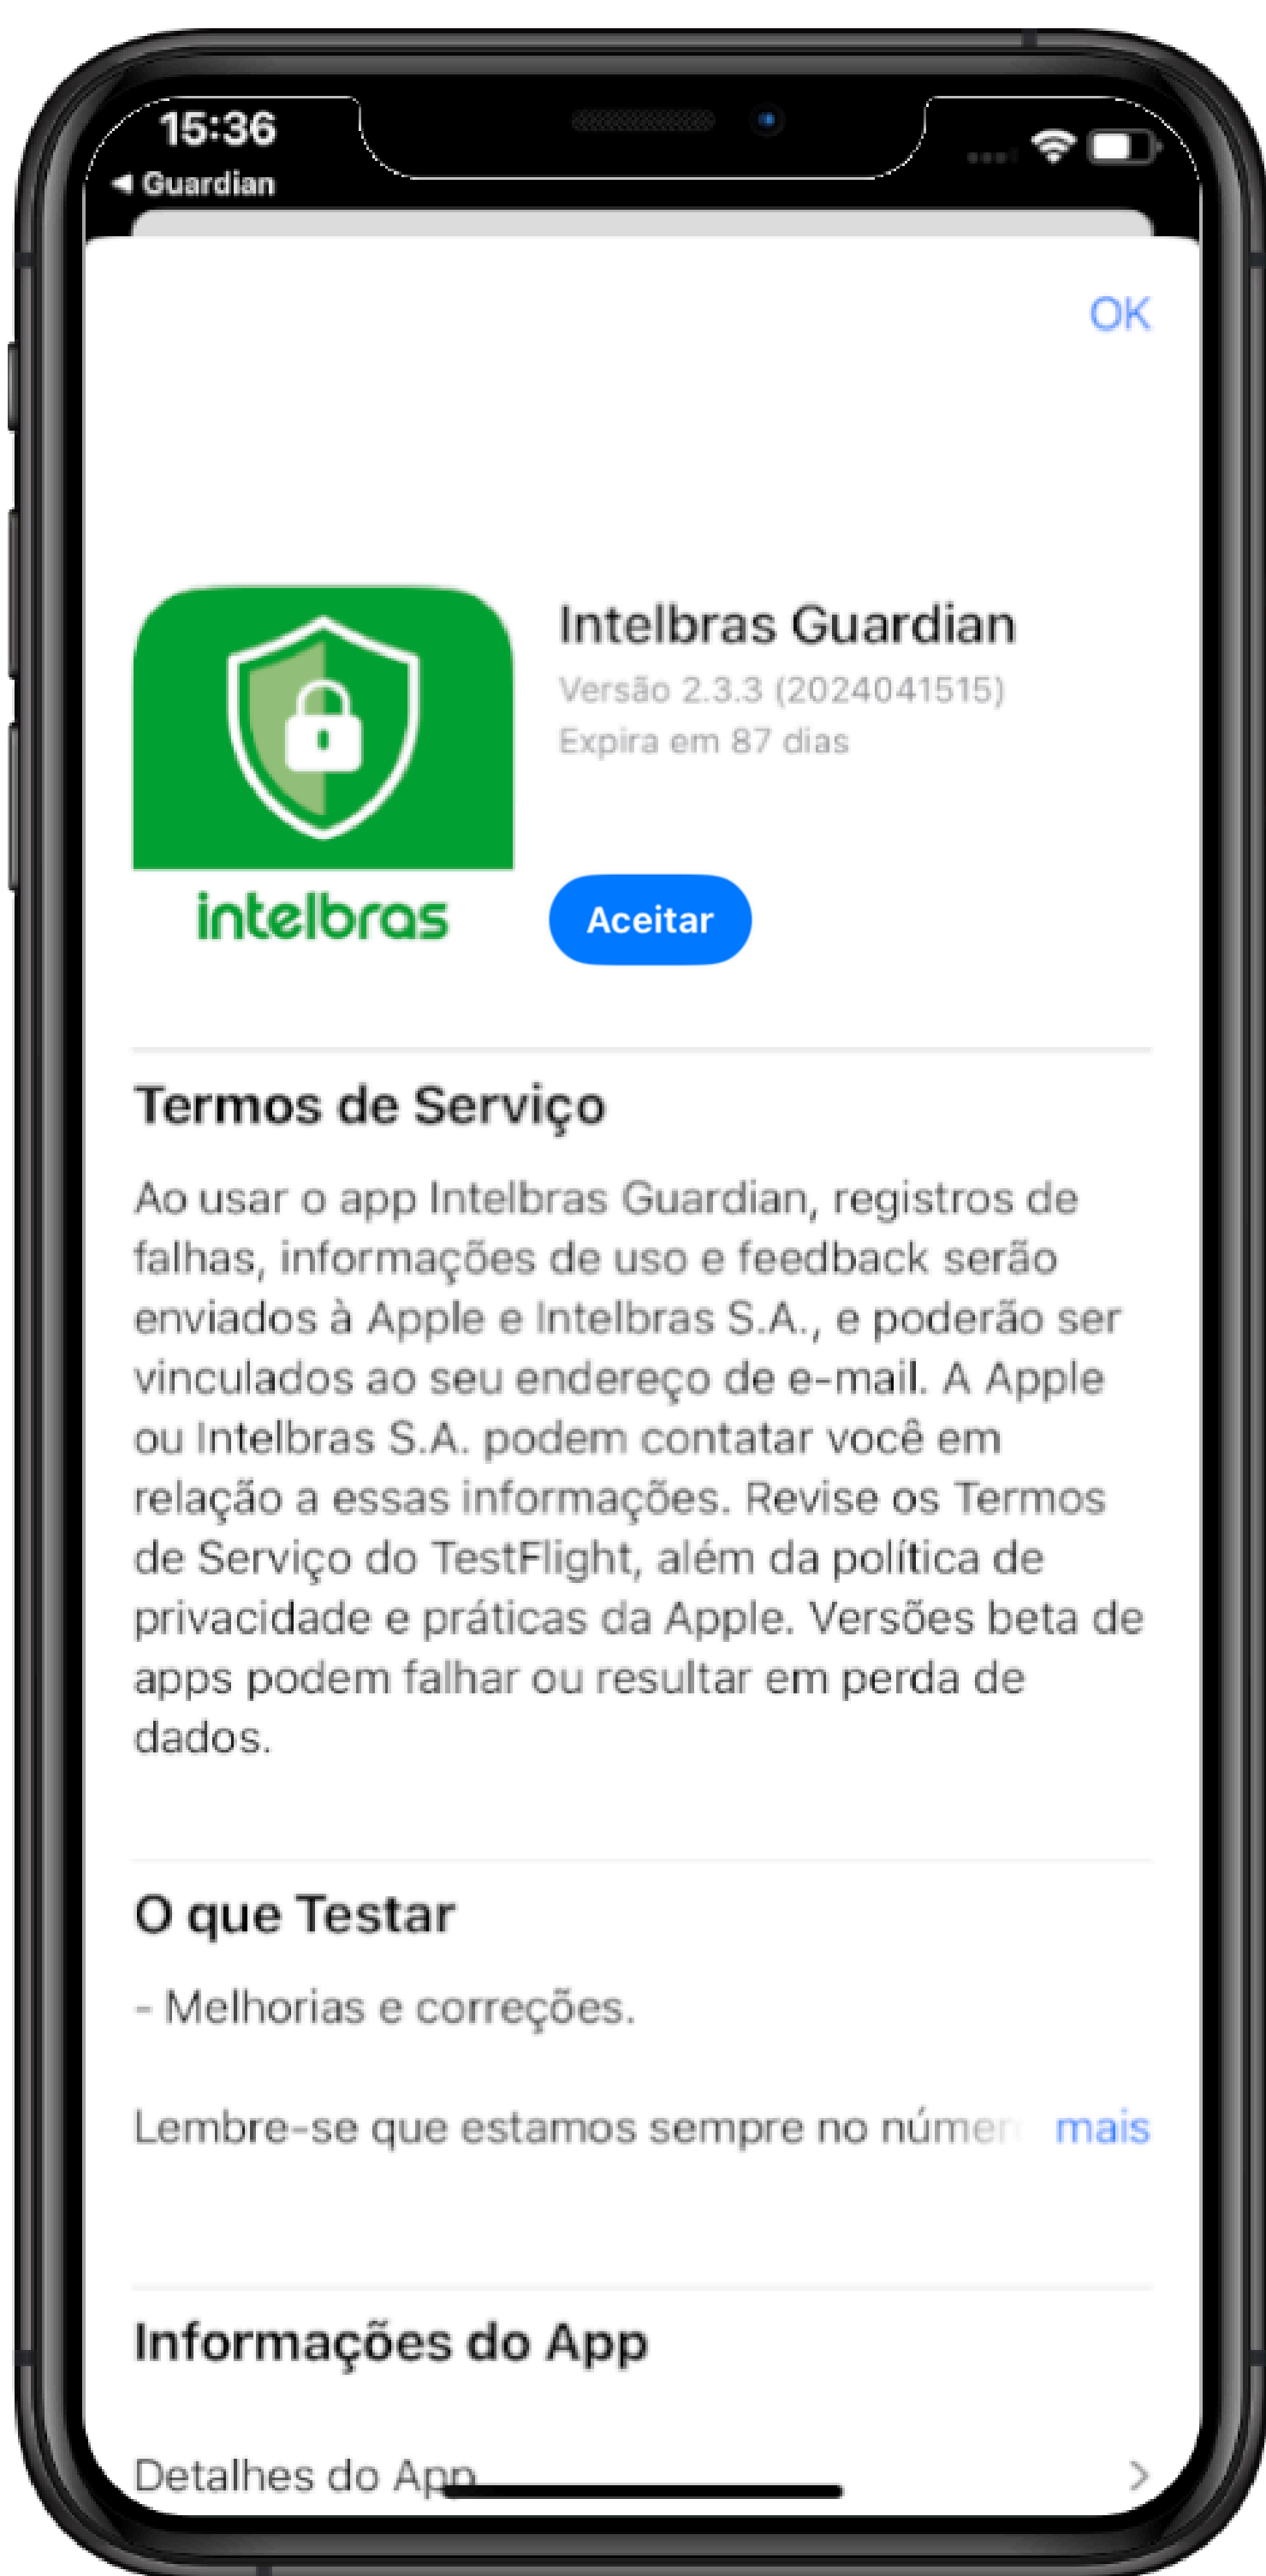 15:36
◀ Guardian
OK
Intelbras Guardian
Versão 2.3.3 (2024041515)
Expira em 87 dias
intelbras
Aceitar
Termos de Serviço
Ao usar o app Intelbras Guardian, registros de
falhas, informações de uso e feedback serão
enviados à Apple e Intelbras S.A., e poderão ser
vinculados ao seu endereço de e-mail. A Apple
ou Intelbras S.A. podem contatar você em
relação a essas informações. Revise os Termos
de Serviço do TestFlight, além da política de
privacidade e práticas da Apple. Versões beta de
apps podem falhar ou resultar em perda de
dados.
O que Testar
- Melhorias e correções.
Lembre-se que estamos sempre no númer mais
Informações do App
Detalhes do App